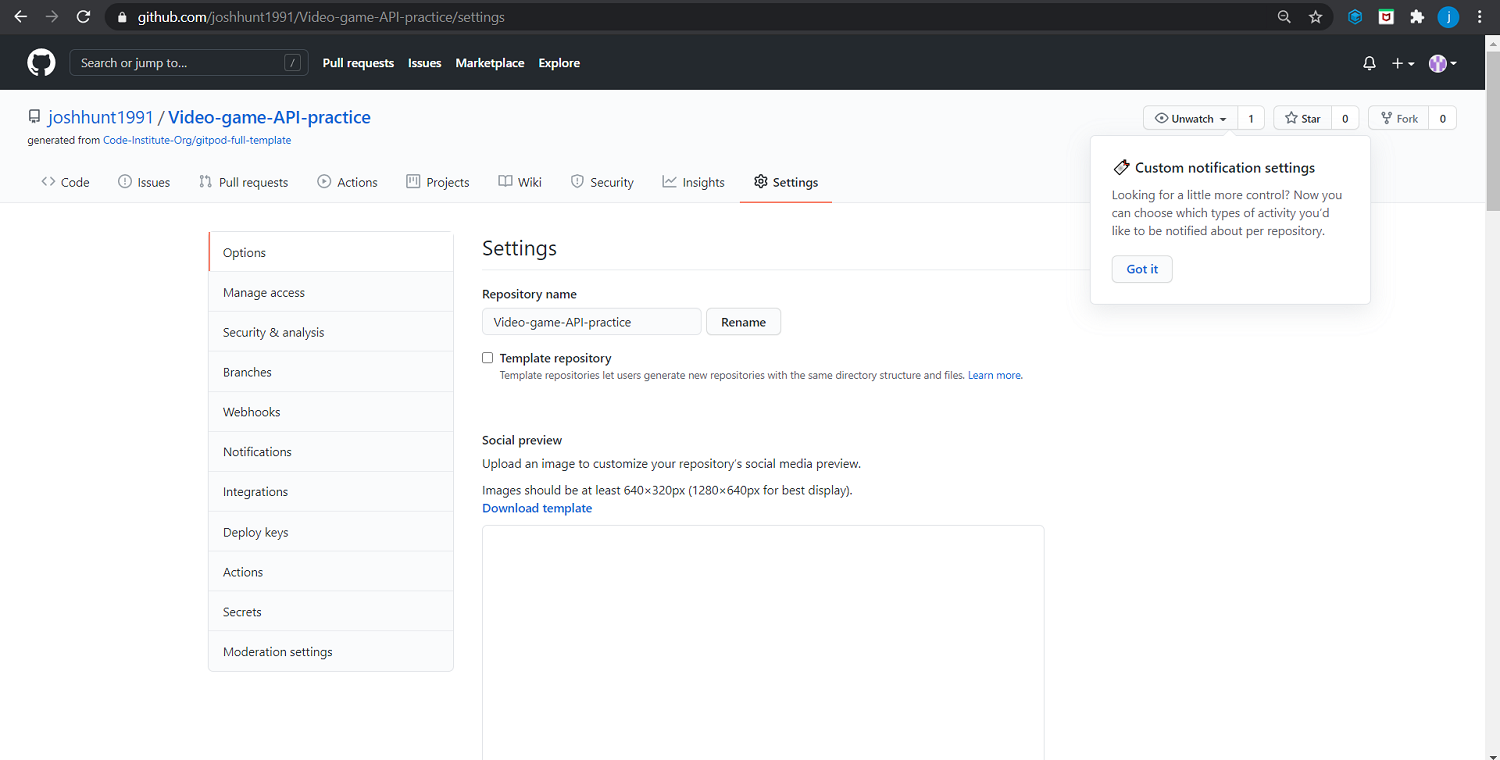 github.com/joshhunt1991/Video-game-API-practice/settings
j
Search or jump to... /
Pull requests Issues Marketplace Explore
joshhunt1991 / Video-game-API-practice
generated from Code-Institute-Org/gitpod-full-template
Unwatch 1 Star 0 Fork 0
Code Issues Pull requests Actions Projects Wiki Security Insights Settings
Custom notification settings
Looking for a little more control? Now you
can choose which types of activity you'd
like to be notified about per repository.
Got it
Options
Manage access
Security & analysis
Branches
Webhooks
Notifications
Integrations
Deploy keys
Actions
Secrets
Moderation settings
Settings
Repository name
Video-game-API-practice Rename
Template repository
Template repositories let users generate new repositories with the same directory structure and files. Learn more.
Social preview
Upload an image to customize your repository's social media preview.
Images should be at least 640×320px (1280×640px for best display).
Download template